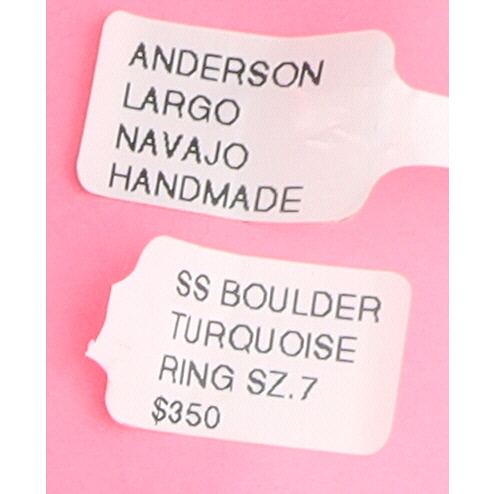 ANDERSON
LARGO
NAVAJO
HANDMADE
SS BOULDER
TURQUOISE
RING SZ.7
$350